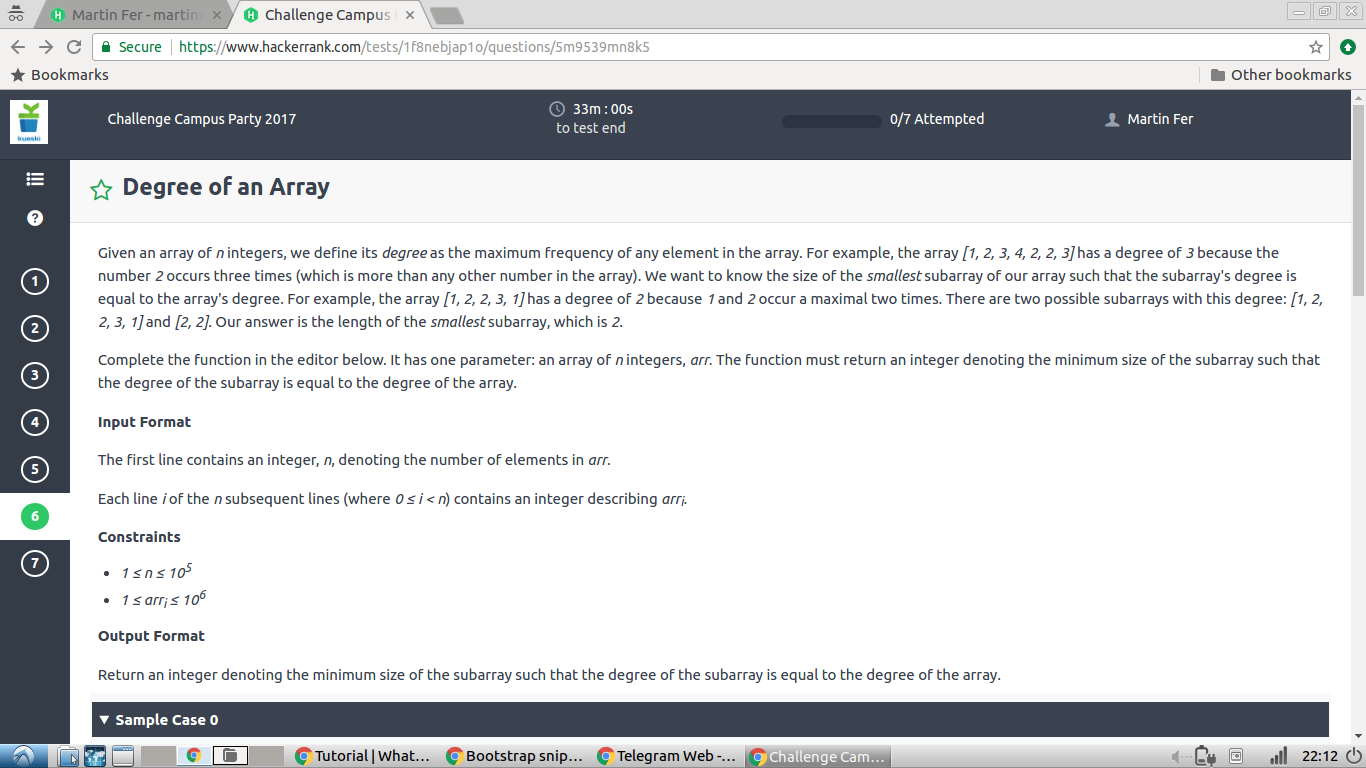 Martin Fer - martin
Challenge Campus
Secure
https://www.hackerrank.com/tests/1f8nebjap1o/questions/5m9539mn8k5
Bookmarks
Other bookmarks
kueski
Challenge Campus Party 2017
33m : 00s
to test end
0/7 Attempted
Martin Fer
?
1
2
3
4
5
6
7
Degree of an Array
Given an array of n integers, we define its degree as the maximum frequency of any element in the array. For example, the array [1, 2, 3, 4, 2, 2, 3] has a degree of 3 because the
number 2 occurs three times (which is more than any other number in the array). We want to know the size of the smallest subarray of our array such that the subarray's degree is
equal to the array's degree. For example, the array [1, 2, 2, 3, 1] has a degree of 2 because 1 and 2 occur a maximal two times. There are two possible subarrays with this degree: [1, 2,
2, 3, 1] and [2, 2]. Our answer is the length of the smallest subarray, which is 2.
Complete the function in the editor below. It has one parameter: an array of n integers, arr. The function must return an integer denoting the minimum size of the subarray such that
the degree of the subarray is equal to the degree of the array.
Input Format
The first line contains an integer, n, denoting the number of elements in arr.
Each line i of the n subsequent lines (where 0 ≤ i < n) contains an integer describing arrᵢ.
Constraints
• 1 ≤ n ≤ 10⁵
• 1 ≤ arrᵢ ≤ 10⁶
Output Format
Return an integer denoting the minimum size of the subarray such that the degree of the subarray is equal to the degree of the array.
▼ Sample Case 0
Tutorial | What...
Bootstrap snip...
Telegram Web -...
Challenge Cam...
22:12